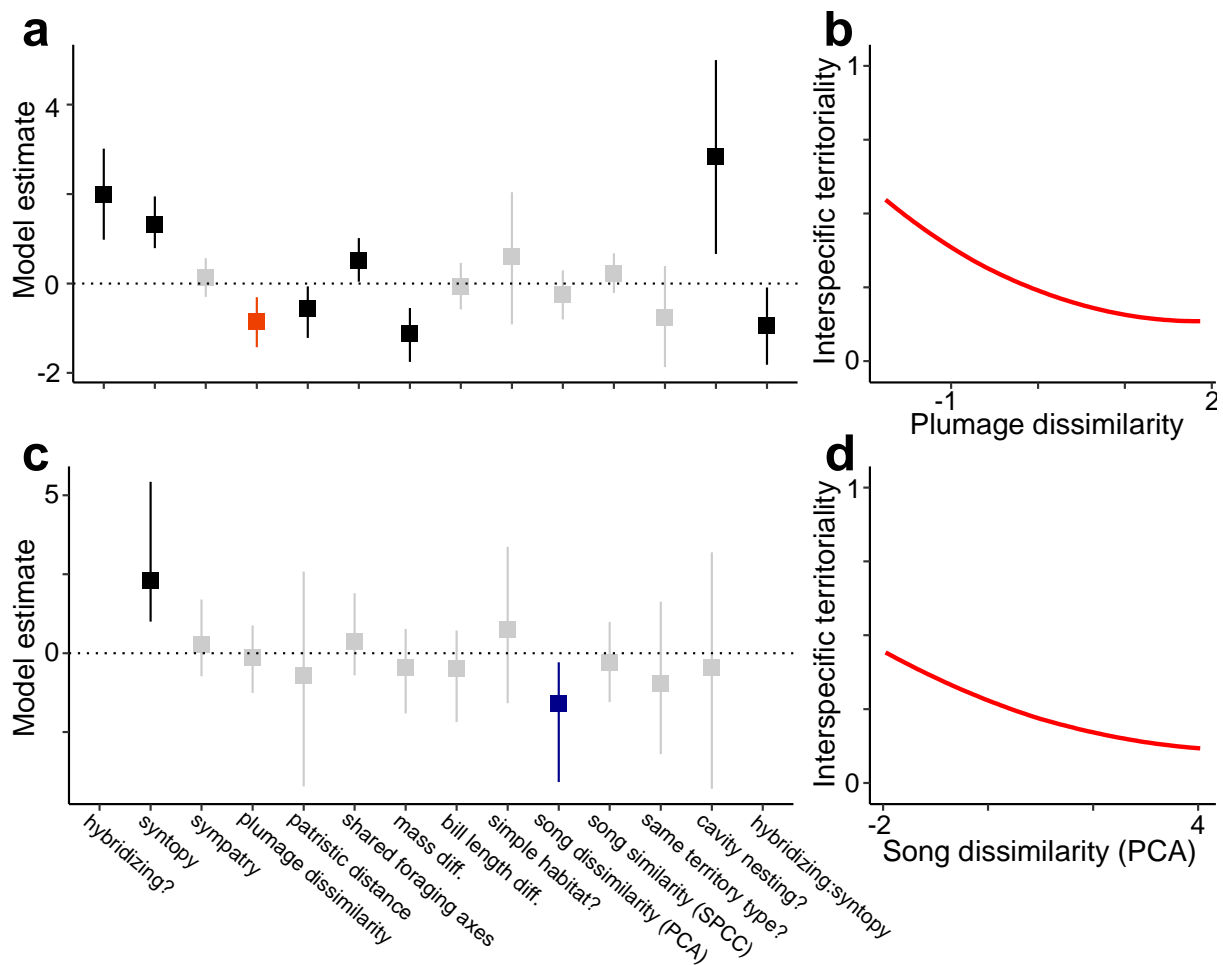 a
Model estimate
4
0
-2
b
Interspecific territoriality
1
0
-1
2
Plumage dissimilarity
c
Model estimate
5
0
hybridizing?
syntopy
sympatry
plumage dissimilarity
patristic distance
shared foraging axes
mass diff.
bill length diff.
simple habitat?
song dissimilarity (PCA)
song similarity (SPCC)
same territory type?
cavity nesting?
hybridizing:syntopy
d
Interspecific territoriality
1
0
-2
4
Song dissimilarity (PCA)